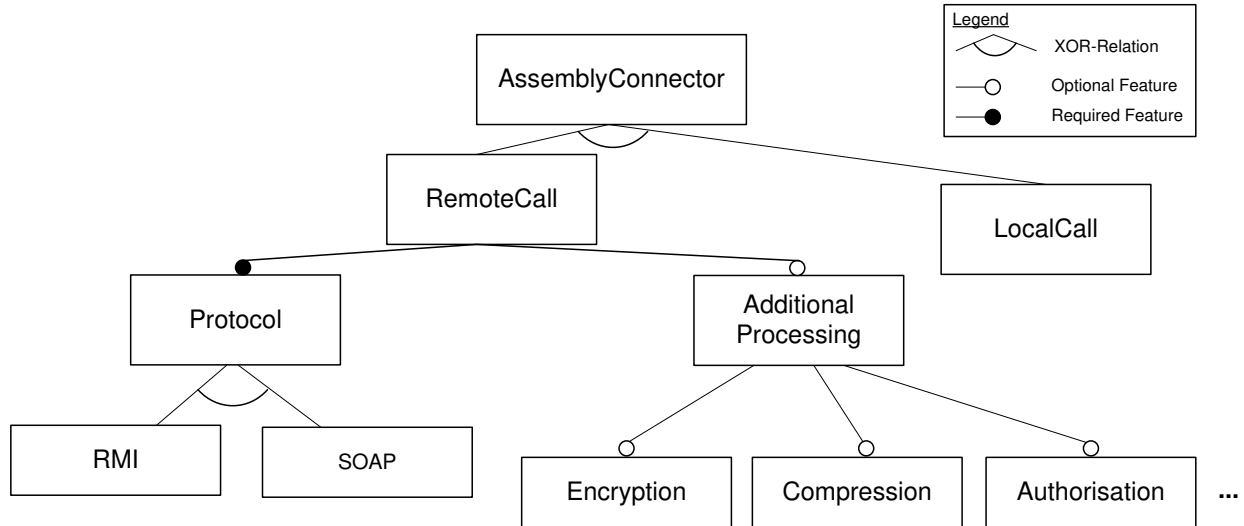 Legend
XOR-Relation
Optional Feature
Required Feature
AssemblyConnector
RemoteCall
LocalCall
Protocol
Additional
Processing
RMI
SOAP
Encryption
Compression
Authorisation
...